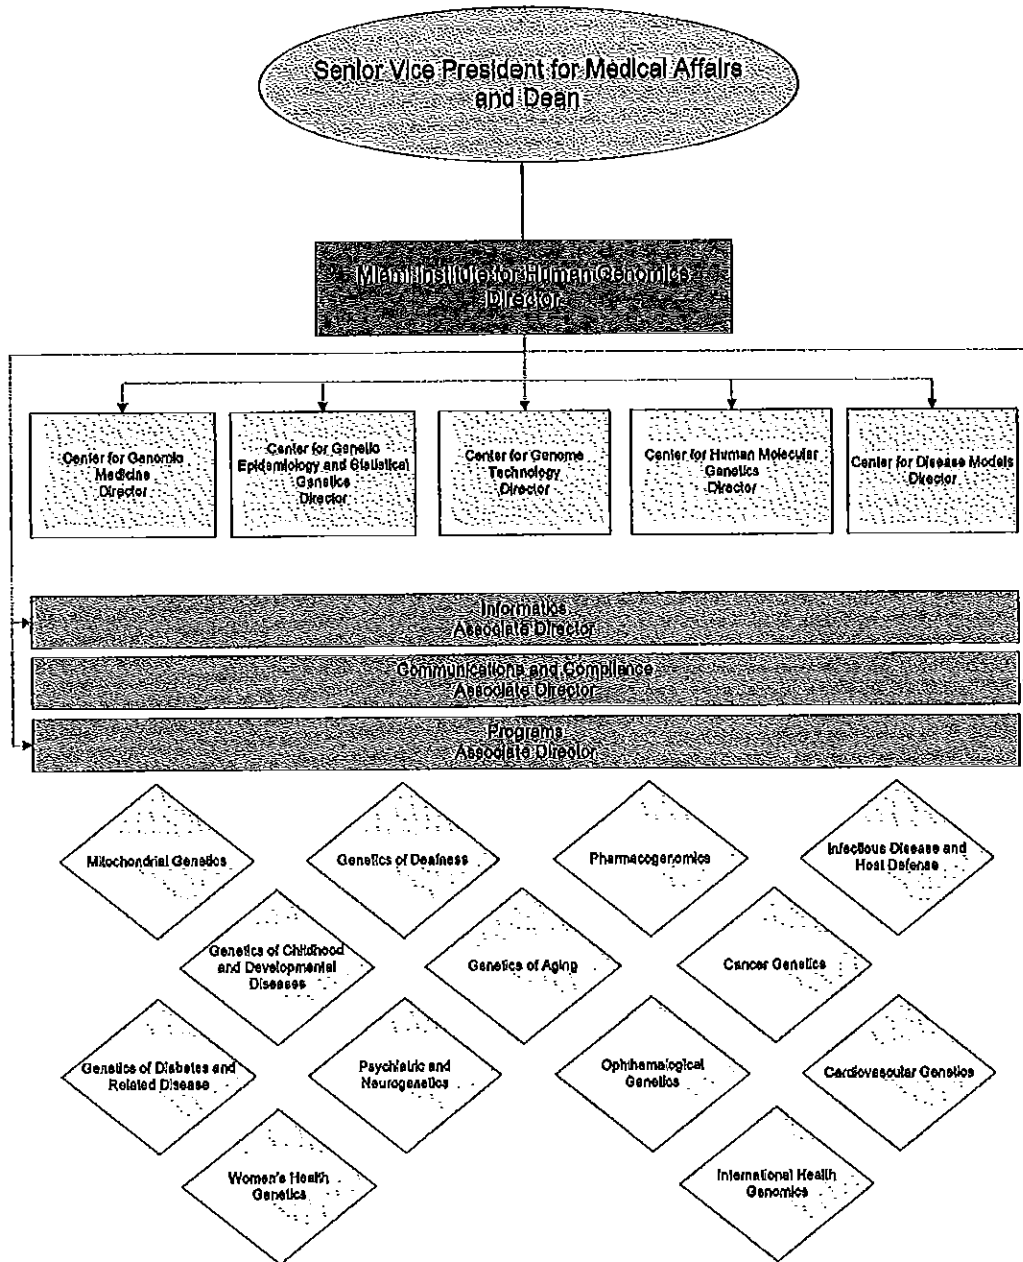 Senior Vice President for Medical Affairs
and Dean
Miami Institute for Human Genomics
Director
Center for Genomic
Medicine
Director
Center for Genetic
Epidemiology and Statistical
Genetics
Director
Center for Genome
Technology
Director
Center for Human Molecular
Genetics
Director
Center for Disease Models
Director
Informatics
Associate Director
Communications and Compliance
Associate Director
Programs
Associate Director
Mitochondrial Genetics
Genetics of Deafness
Pharmacogenomics
Infectious Disease and
Host Defense
Genetics of Childhood
and Developmental
Diseases
Genetics of Aging
Cancer Genetics
Genetics of Diabetes and
Related Disease
Psychiatric and
Neurogenetics
Ophthamalogical
Genetics
Cardiovascular Genetics
Women's Health
Genetics
International Health
Genomics